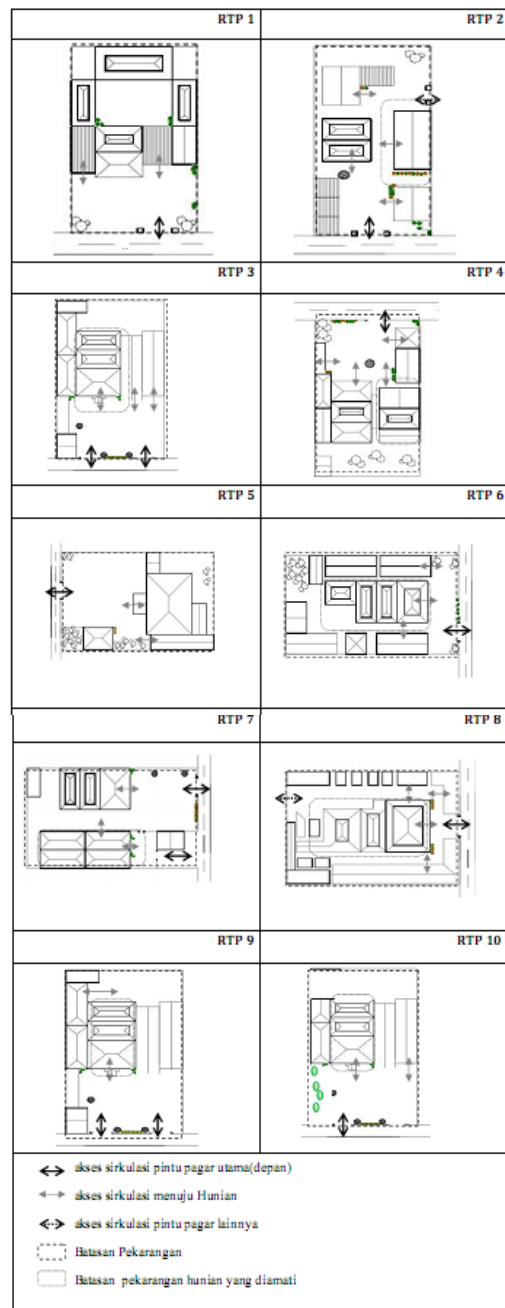 RTP 1
RTP 2
RTP 3
RTP 4
RTP 5
RTP 6
RTP 7
RTP 8
RTP 9
RTP 10
akses sirkulasi pintu pagar utama(depan)
akses sirkulasi menuju Hunian
akses sirkulasi pintu pagar lainnya
Batasan Pekarangan
Batasan pekarangan hunian yang diamati